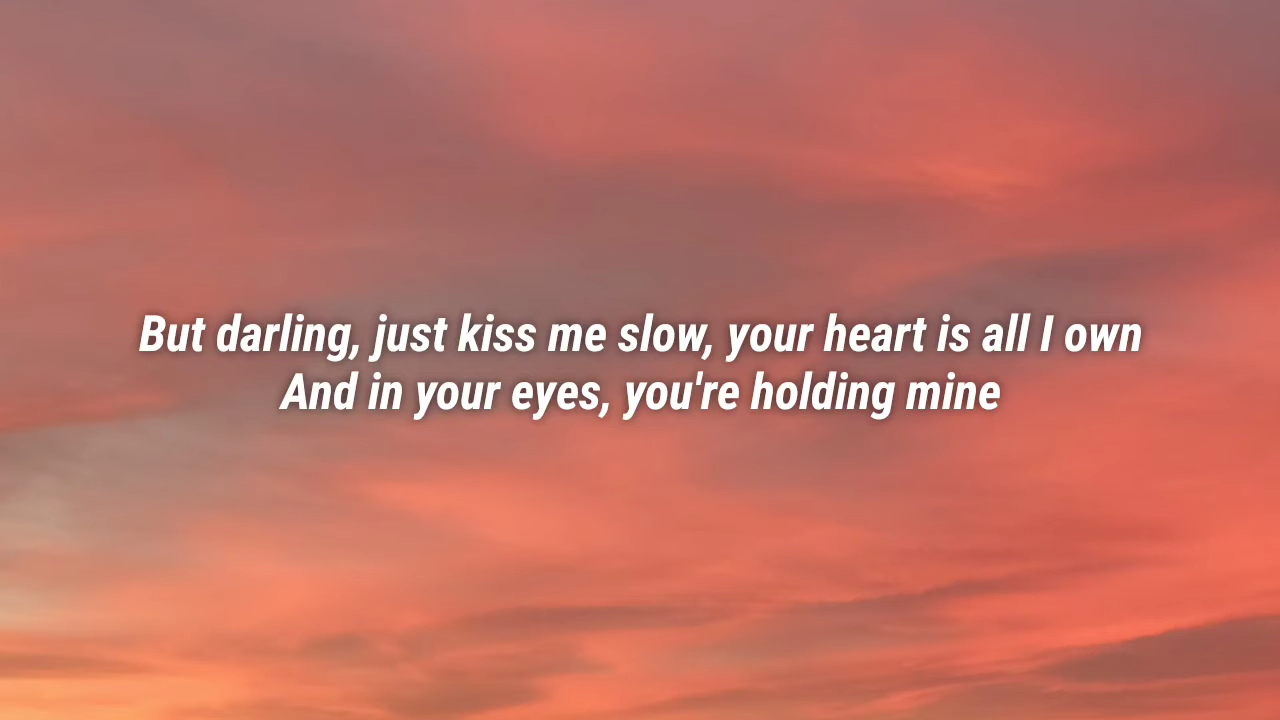 But darling, just kiss me slow, your heart is all I own
And in your eyes, you're holding mine